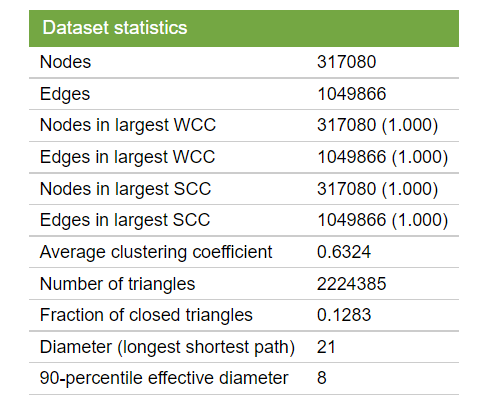 Dataset statistics
Nodes 317080
Edges 1049866
Nodes in largest WCC 317080 (1.000)
Edges in largest WCC 1049866 (1.000)
Nodes in largest SCC 317080 (1.000)
Edges in largest SCC 1049866 (1.000)
Average clustering coefficient 0.6324
Number of triangles 2224385
Fraction of closed triangles 0.1283
Diameter (longest shortest path) 21
90-percentile effective diameter 8